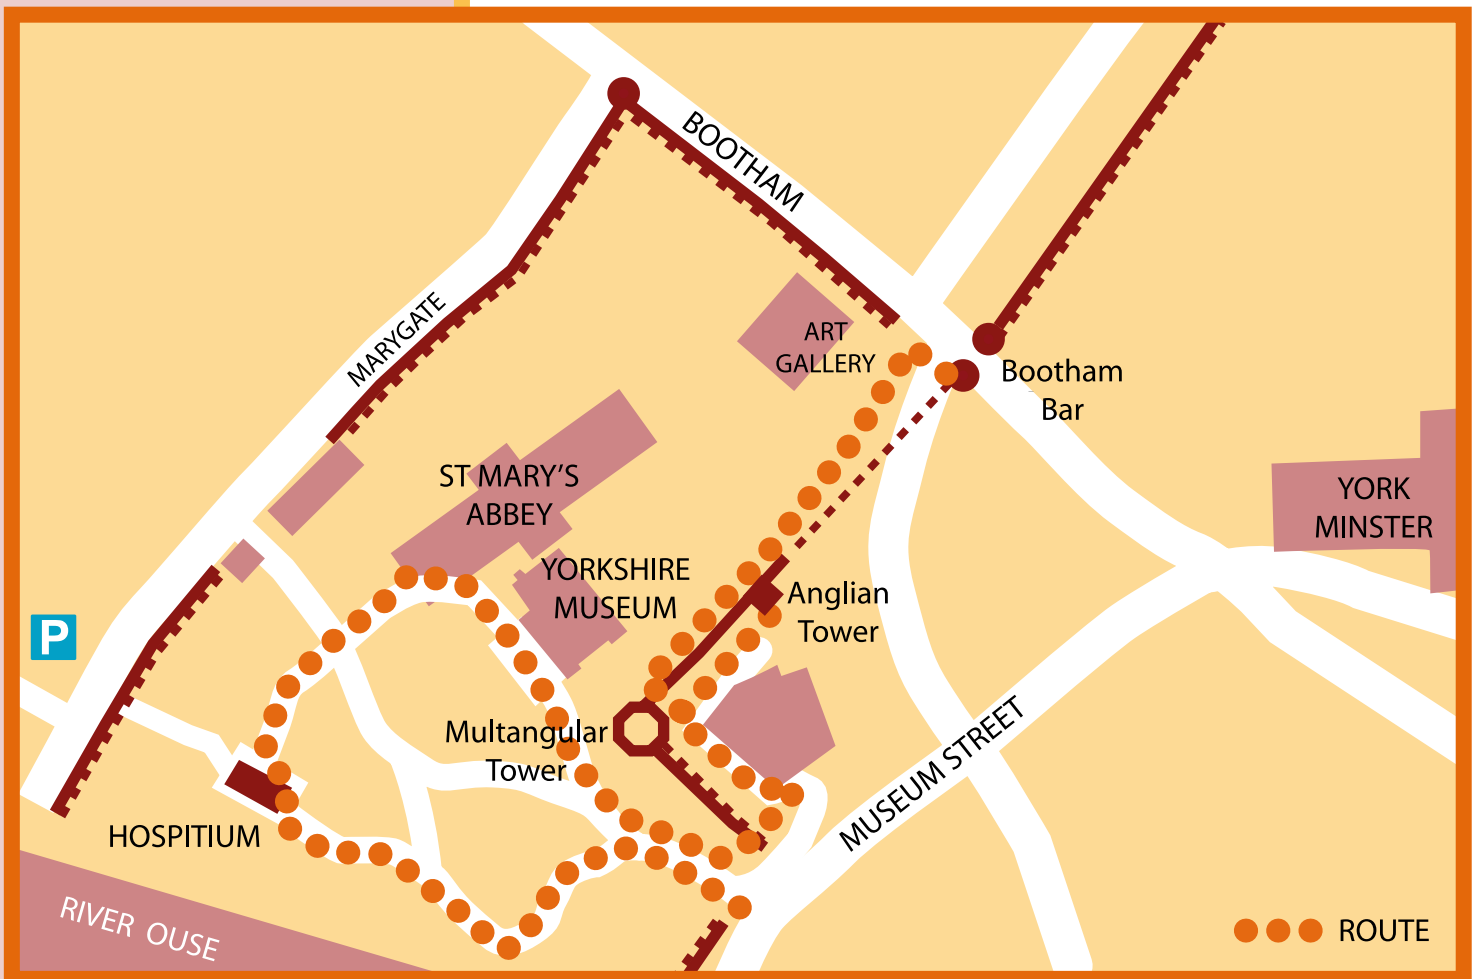 BOOTHAM
MARYGATE
ART
GALLERY
Bootham
Bar
ST MARY'S
ABBEY
YORK
MINSTER
YORKSHIRE
MUSEUM
Anglian
Tower
P
Multangular
Tower
MUSEUM STREET
HOSPITIUM
RIVER OUSE
ROUTE